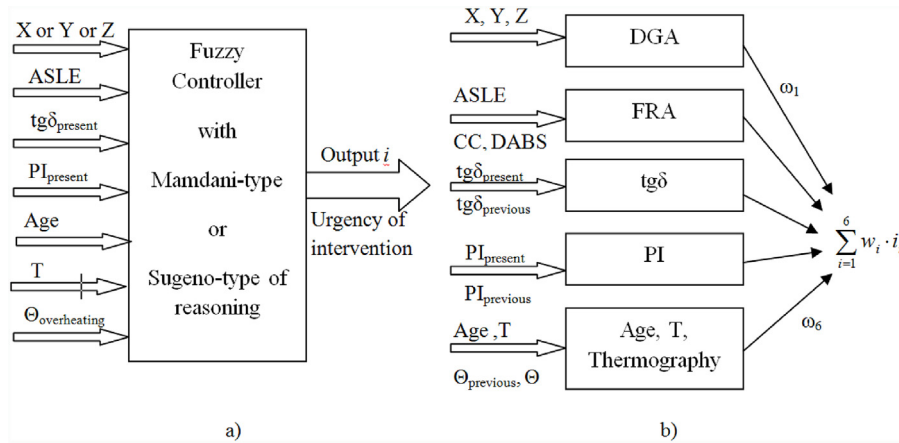 X or Y or Z
ASLE
tgδpresent
PIpresent
Age
T
Θoverheating
Fuzzy
Controller
with
Mamdani-type
or
Sugeno-type of
reasoning
Output i
Urgency of
intervention
a)
X, Y, Z
DGA
ω1
ASLE
FRA
CC, DABS
tgδpresent
tgδ
tgδprevious
PIpresent
PI
PIprevious
Age ,T
Age, T,
Thermography
Θprevious, Θ
ω6
6
∑ wi · i
i=1
b)